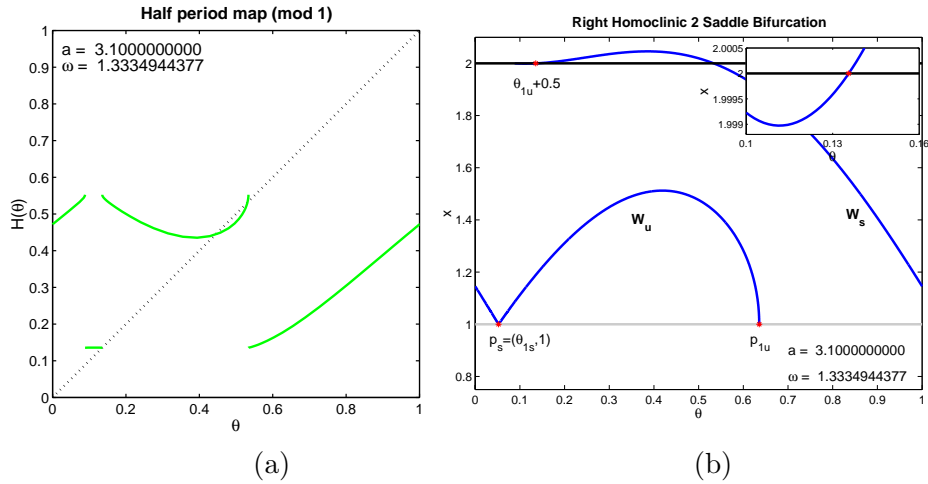 Half period map (mod 1)
a = 3.1000000000
ω = 1.3334944377
H(θ)
1
0.9
0.8
0.7
0.6
0.5
0.4
0.3
0.2
0.1
0
0 0.2 0.4 0.6 0.8 1
θ
(a)
Right Homoclinic 2 Saddle Bifurcation
x
2
1.8
1.6
1.4
1.2
1
0.8
θ1u+0.5
2.0005
2
1.9995
1.999
x
0.1 0.13 0.16
θ
Wu
Ws
ps=(θ1s,1)
p1u
a = 3.1000000000
ω = 1.3334944377
0 0.1 0.2 0.3 0.4 0.5 0.6 0.7 0.8 0.9 1
θ
(b)